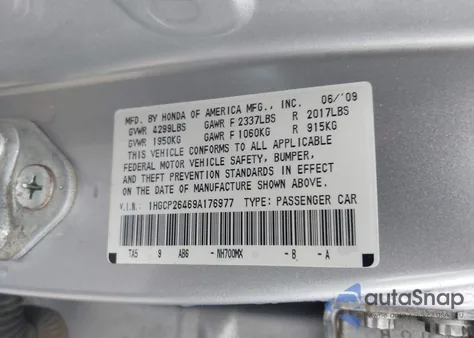 MFD. BY HONDA OF AMERICA MFG., INC. 06/'09
GVWR 4299LBS GAWR F 2337LBS R 2017LBS
GVWR 1950KG GAWR F 1060KG R 915KG
THIS VEHICLE CONFORMS TO ALL APPLICABLE
FEDERAL MOTOR VEHICLE SAFETY, BUMPER,
AND THEFT PREVENTION STANDARDS IN EFFECT
ON THE DATE OF MANUFACTURE SHOWN ABOVE.
V.I.N.: 1HGCP26469A176977 TYPE: PASSENGER CAR
TA5 9 AB6 -NH700MX -B -A
autoSnap